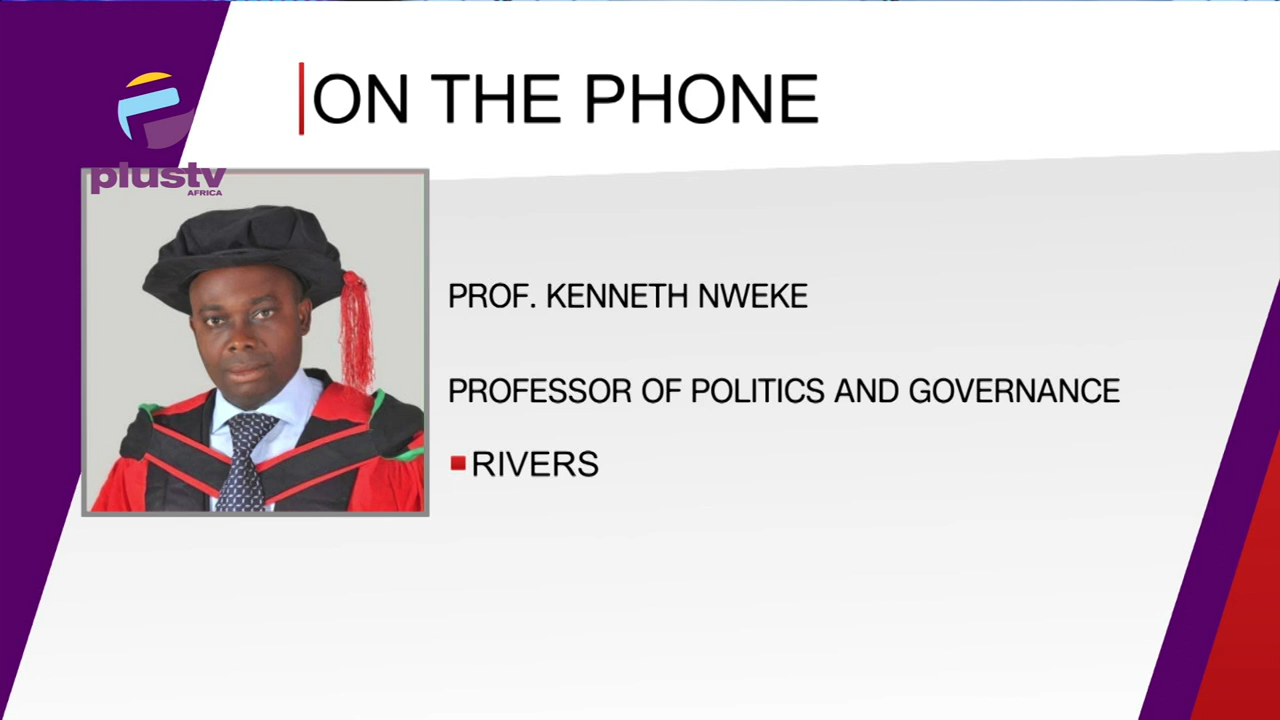 ON THE PHONE
plustv
AFRICA
PROF. KENNETH NWEKE
PROFESSOR OF POLITICS AND GOVERNANCE
RIVERS